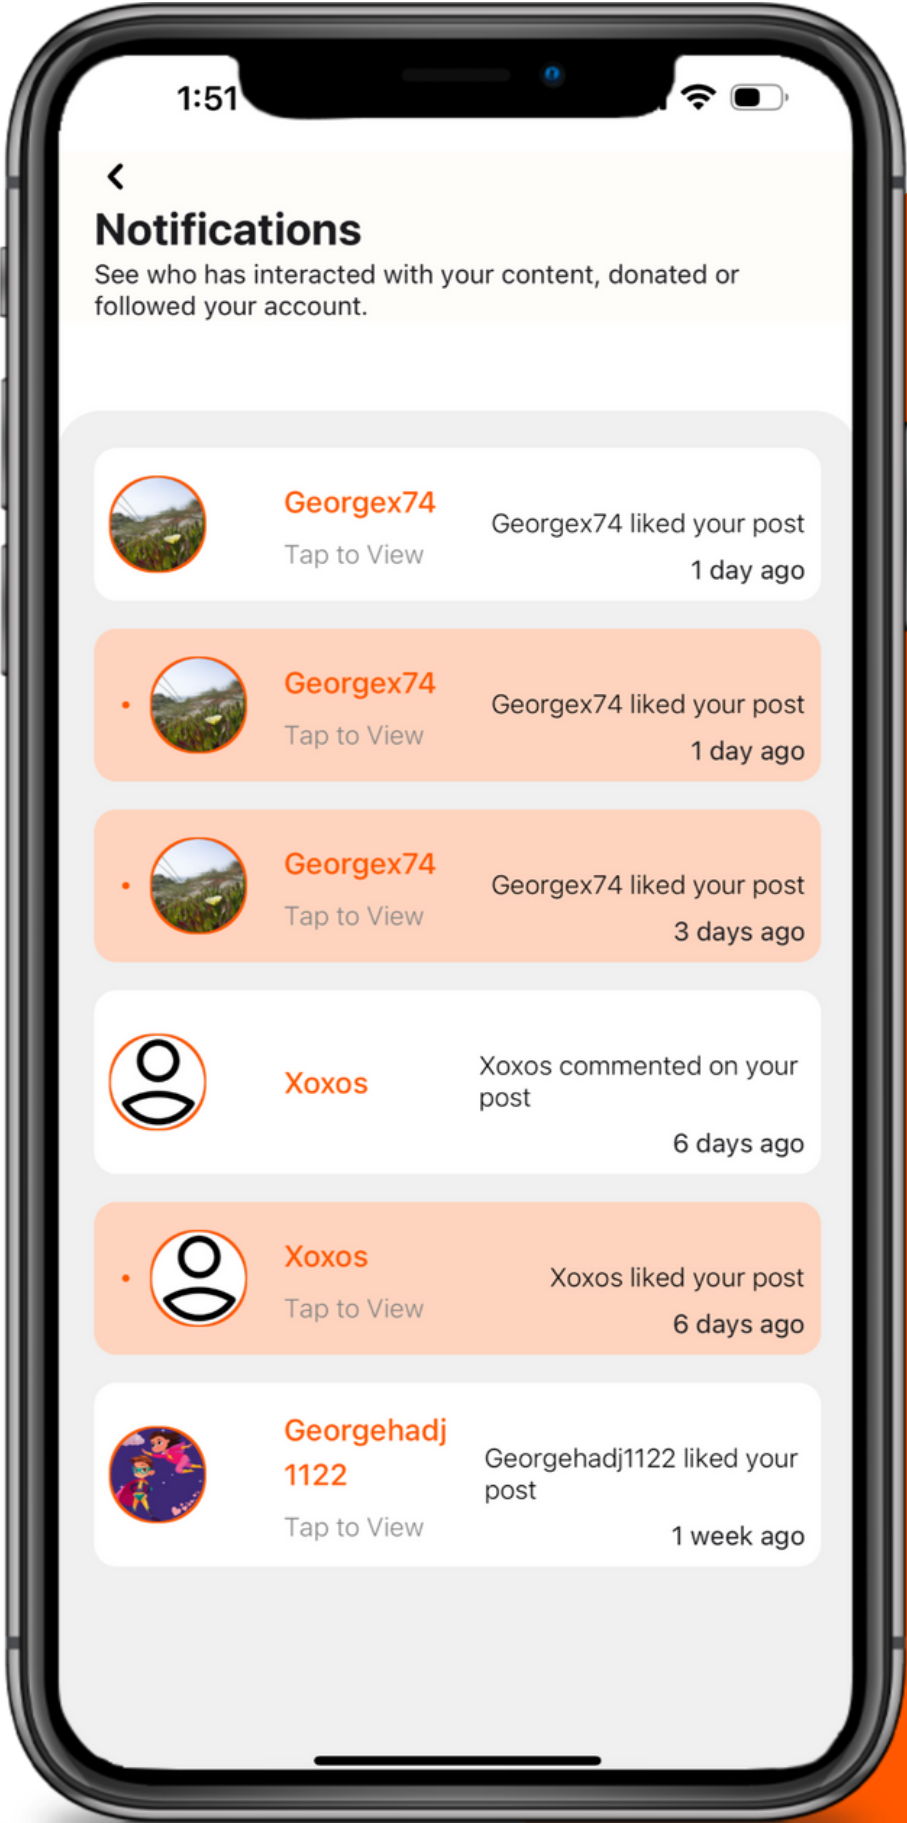 1:51
Notifications
See who has interacted with your content, donated or
followed your account.
Georgex74
Tap to View
Georgex74 liked your post
1 day ago
Georgex74
Tap to View
Georgex74 liked your post
1 day ago
Georgex74
Tap to View
Georgex74 liked your post
3 days ago
Xoxos
Xoxos commented on your
post
6 days ago
Xoxos
Tap to View
Xoxos liked your post
6 days ago
Georgehadj
1122
Tap to View
Georgehadj1122 liked your
post
1 week ago